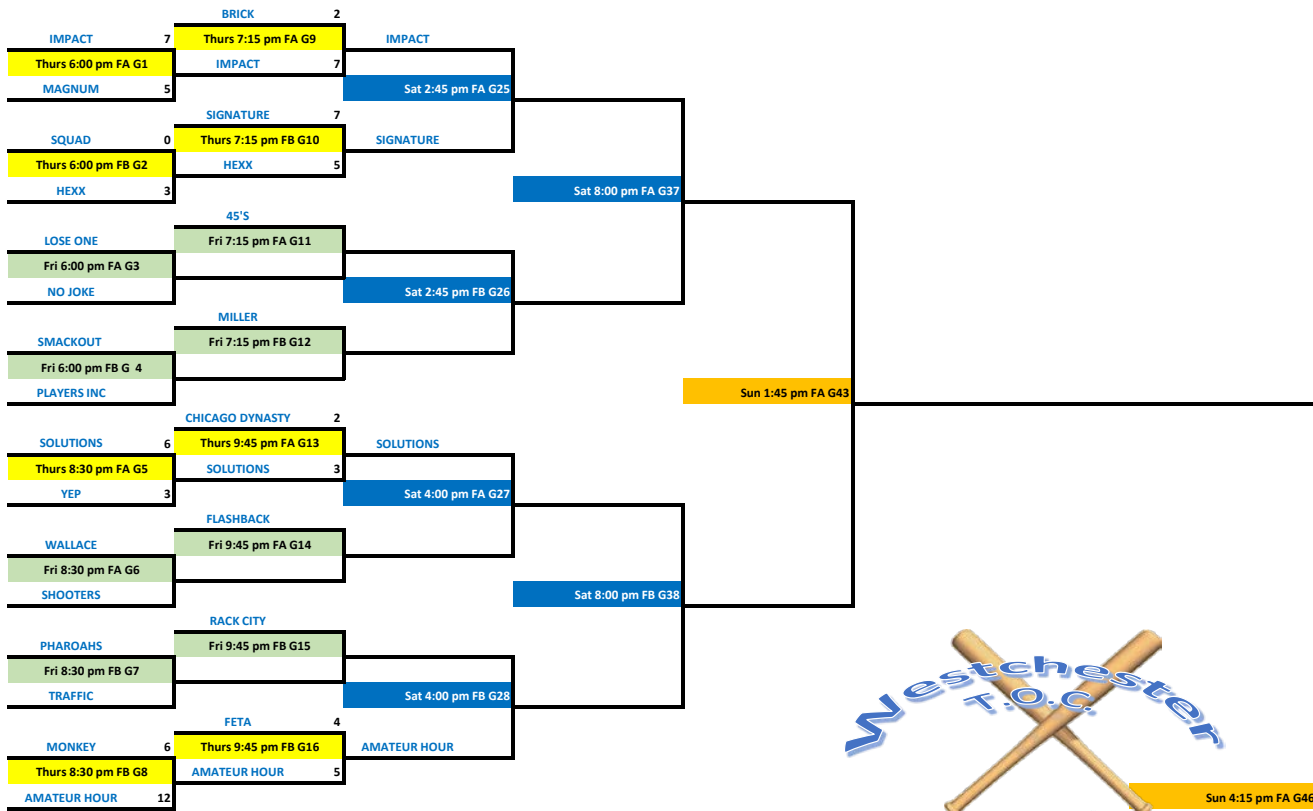 BRICK 2
IMPACT 7 Thurs 7:15 pm FA G9 IMPACT
Thurs 6:00 pm FA G1 IMPACT 7
MAGNUM 5 Sat 2:45 pm FA G25
SIGNATURE 7
SQUAD 0 Thurs 7:15 pm FB G10 SIGNATURE
Thurs 6:00 pm FB G2 HEXX 5
HEXX 3 Sat 8:00 pm FA G37
45'S
LOSE ONE Fri 7:15 pm FA G11
Fri 6:00 pm FA G3
NO JOKE Sat 2:45 pm FB G26
MILLER
SMACKOUT Fri 7:15 pm FB G12
Fri 6:00 pm FB G 4
PLAYERS INC Sun 1:45 pm FA G43
CHICAGO DYNASTY 2
SOLUTIONS 6 Thurs 9:45 pm FA G13 SOLUTIONS
Thurs 8:30 pm FA G5 SOLUTIONS 3
YEP 3 Sat 4:00 pm FA G27
FLASHBACK
WALLACE Fri 9:45 pm FA G14
Fri 8:30 pm FA G6
SHOOTERS Sat 8:00 pm FB G38
RACK CITY
PHAROAHS Fri 9:45 pm FB G15
Fri 8:30 pm FB G7
TRAFFIC Sat 4:00 pm FB G28
FETA 4
MONKEY 6 Thurs 9:45 pm FB G16 AMATEUR HOUR
Thurs 8:30 pm FB G8 AMATEUR HOUR 5
AMATEUR HOUR 12
Westchester
T.O.C.
Sun 4:15 pm FA G46